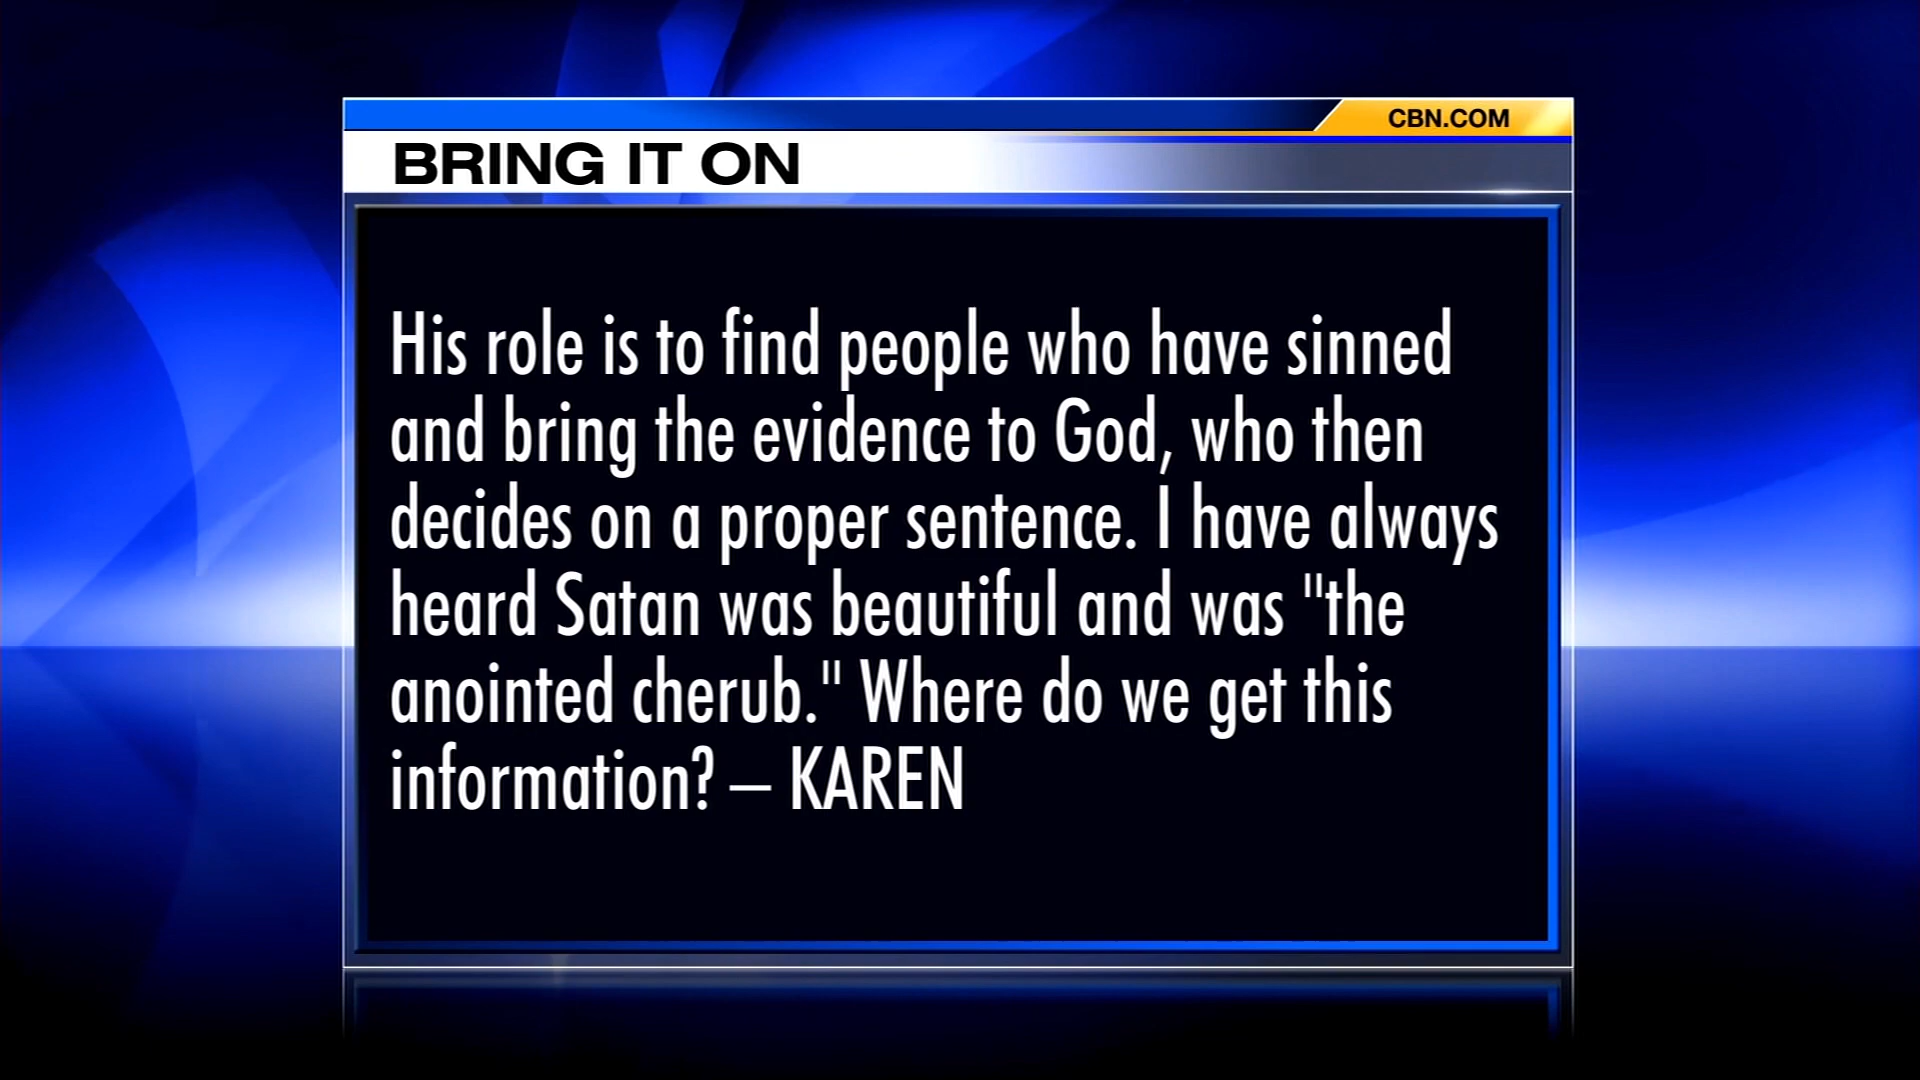 CBN.COM
BRING IT ON
His role is to find people who have sinned
and bring the evidence to God, who then
decides on a proper sentence. I have always
heard Satan was beautiful and was "the
anointed cherub." Where do we get this
information? – KAREN